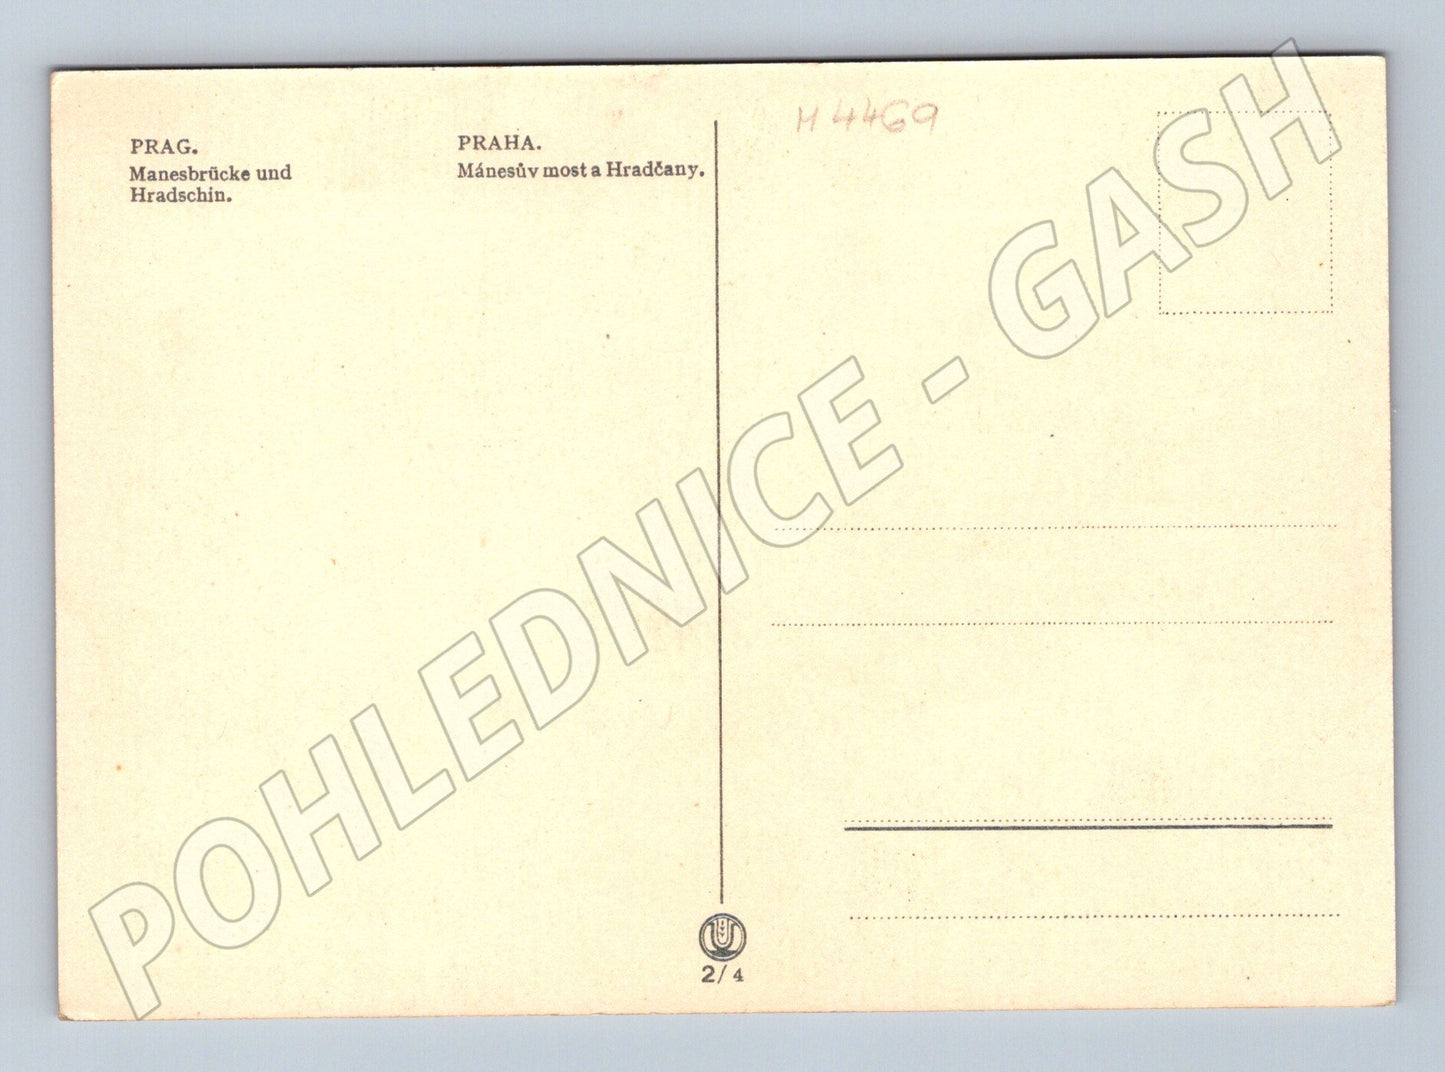 PRAG.
Manesbrücke und
Hradschin.
PRAHA.
Mánesův most a Hradčany.
M 4469
POHLEDNICE - GASH
2/4